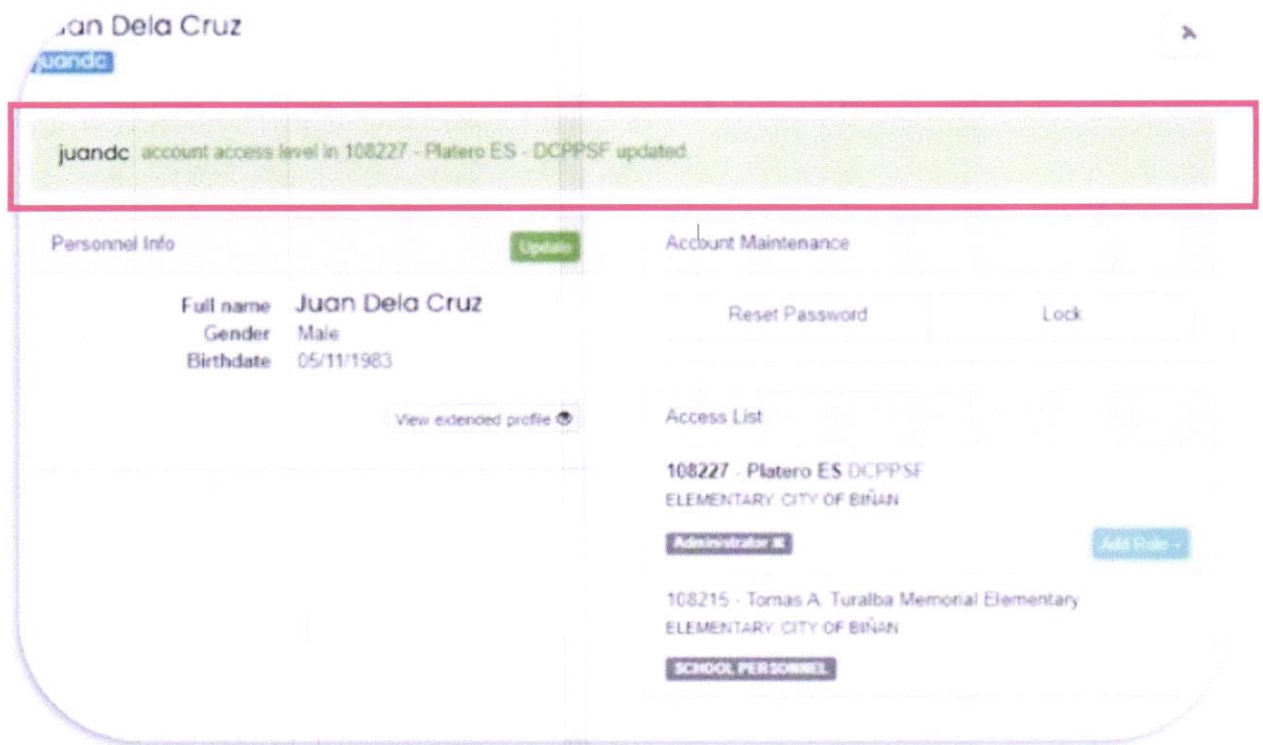 Juan Dela Cruz
juandc
juandc account access level in 108227 - Platero ES - DCPPSF updated.
Personnel Info
Update
Full name Juan Dela Cruz
Gender Male
Birthdate 05/11/1983
View extended profile
Account Maintenance
Reset Password
Lock
Access List
108227 - Platero ES DCPPSF
ELEMENTARY, CITY OF BIÑAN
Administrator ×
Add Role
108215 - Tomas A. Turalba Memorial Elementary
ELEMENTARY, CITY OF BIÑAN
SCHOOL PERSONNEL